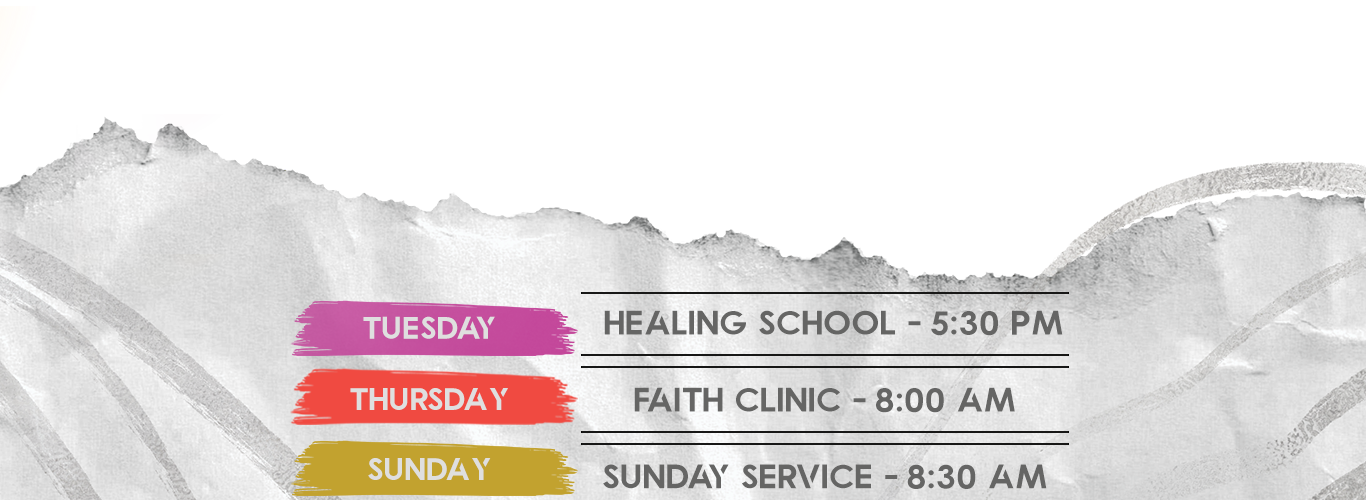 TUESDAY HEALING SCHOOL - 5:30 PM
THURSDAY FAITH CLINIC - 8:00 AM
SUNDAY SUNDAY SERVICE - 8:30 AM